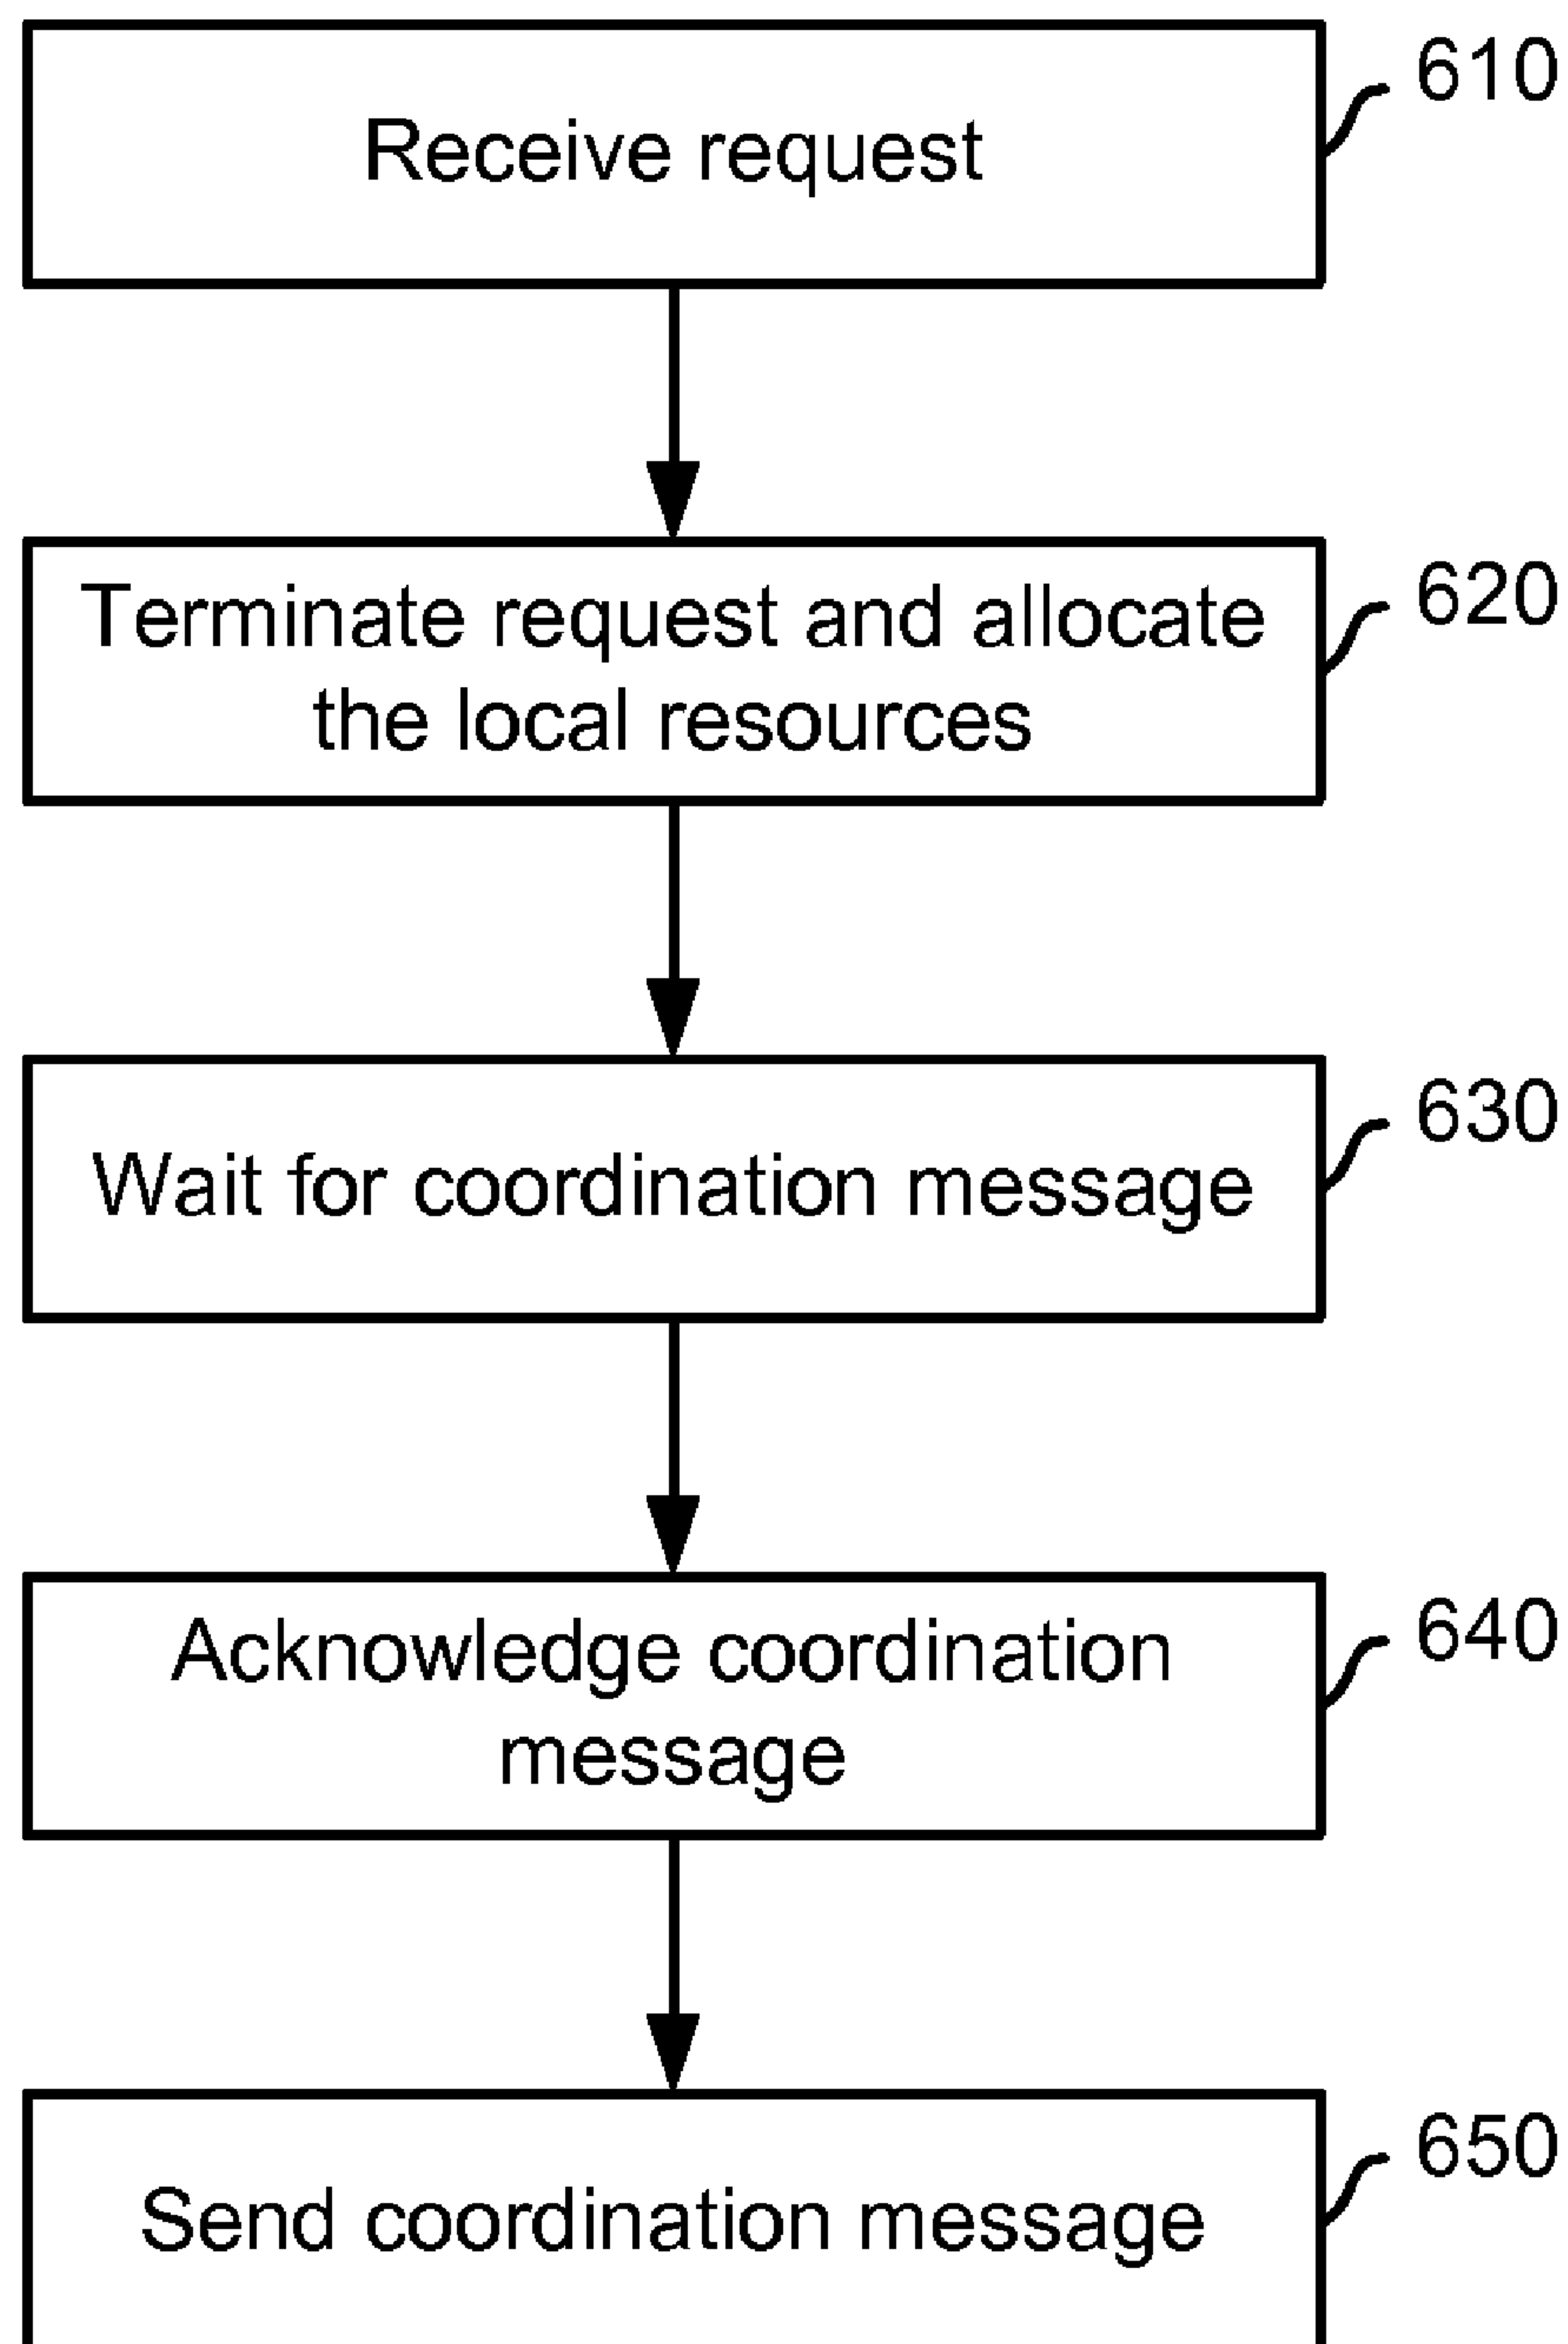 610
Receive request
620
Terminate request and allocate
the local resources
630
Wait for coordination message
640
Acknowledge coordination
message
650
Send coordination message